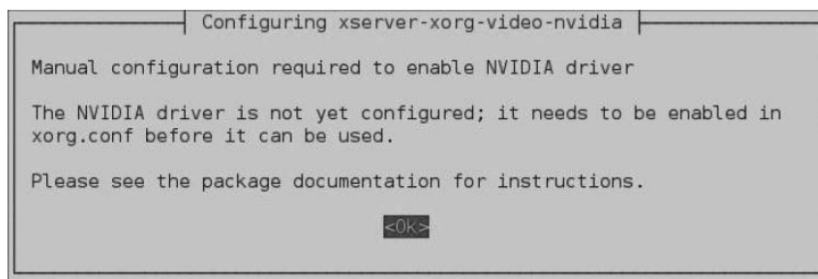 Configuring xserver-xorg-video-nvidia
Manual configuration required to enable NVIDIA driver
The NVIDIA driver is not yet configured; it needs to be enabled in
xorg.conf before it can be used.
Please see the package documentation for instructions.
<Ok>